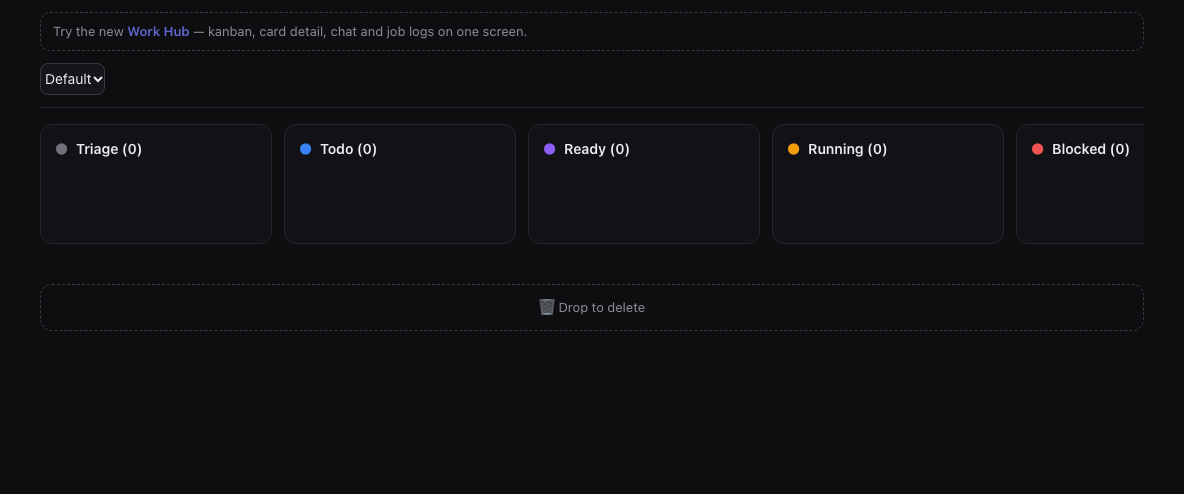 Try the new Work Hub — kanban, card detail, chat and job logs on one screen.
Default
Triage (0)
Todo (0)
Ready (0)
Running (0)
Blocked (0)
Drop to delete